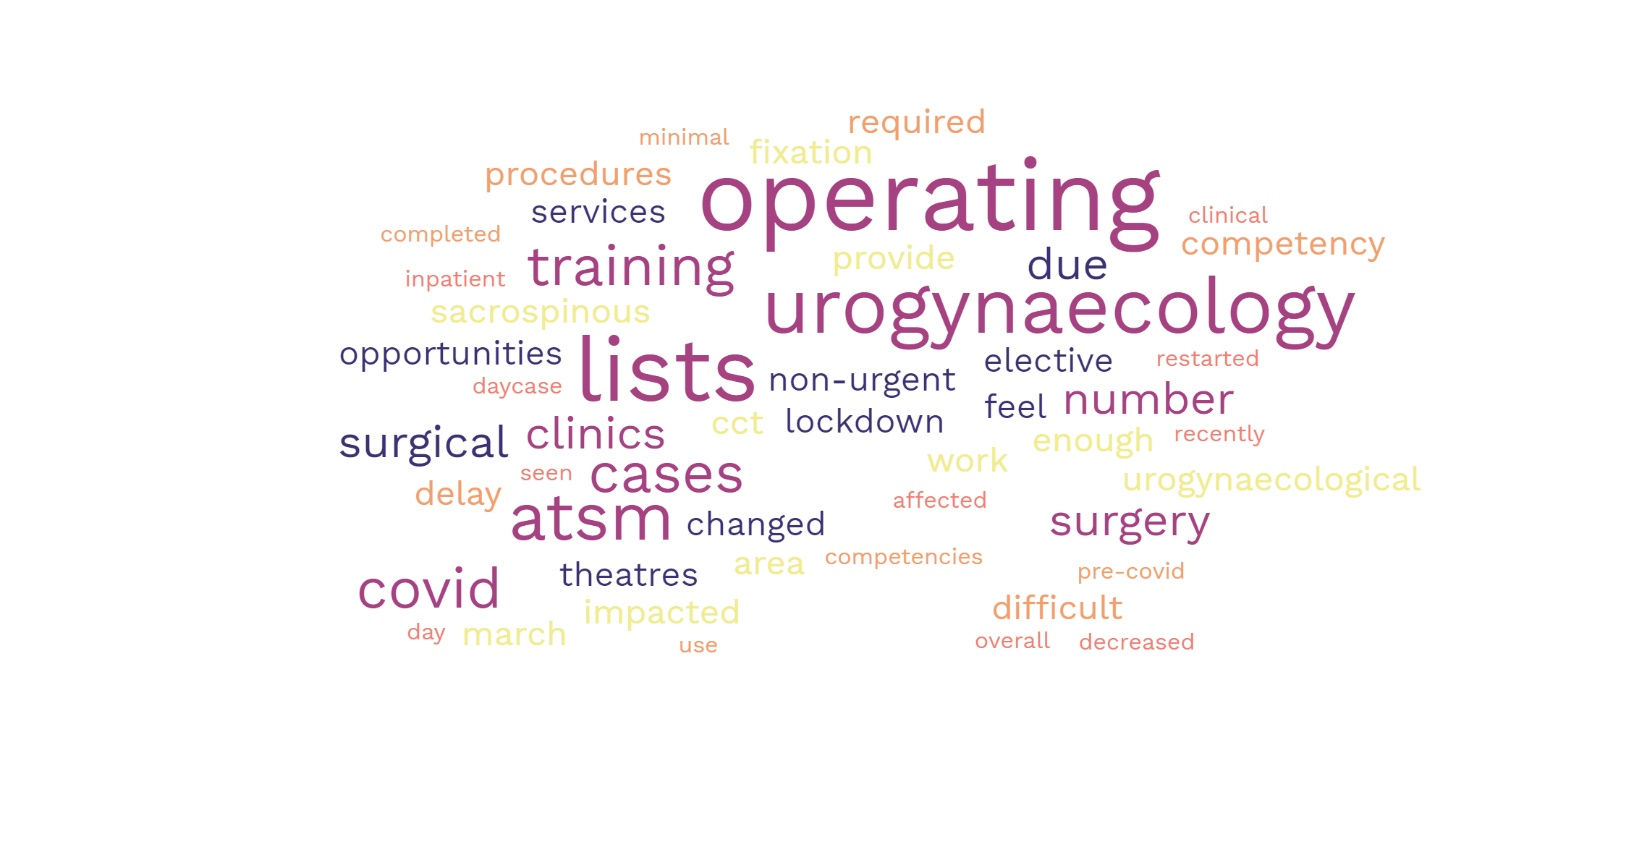 required
minimal
fixation
procedures
operating
services
clinical
completed
competency
training
provide
due
inpatient
sacrospinous
urogynaecology
opportunities
lists
elective
restarted
daycase
non-urgent
feel
number
cct
lockdown
surgical
clinics
enough
recently
work
seen
cases
urogynaecological
delay
affected
atsm
changed
surgery
area
competencies
theatres
pre-covid
covid
impacted
difficult
day
march
use
overall
decreased